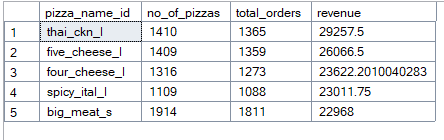 pizza_name_id no_of_pizzas total_orders revenue
1 thai_ckn_l 1410 1365 29257.5
2 five_cheese_l 1409 1359 26066.5
3 four_cheese_l 1316 1273 23622.2010040283
4 spicy_ital_l 1109 1088 23011.75
5 big_meat_s 1914 1811 22968